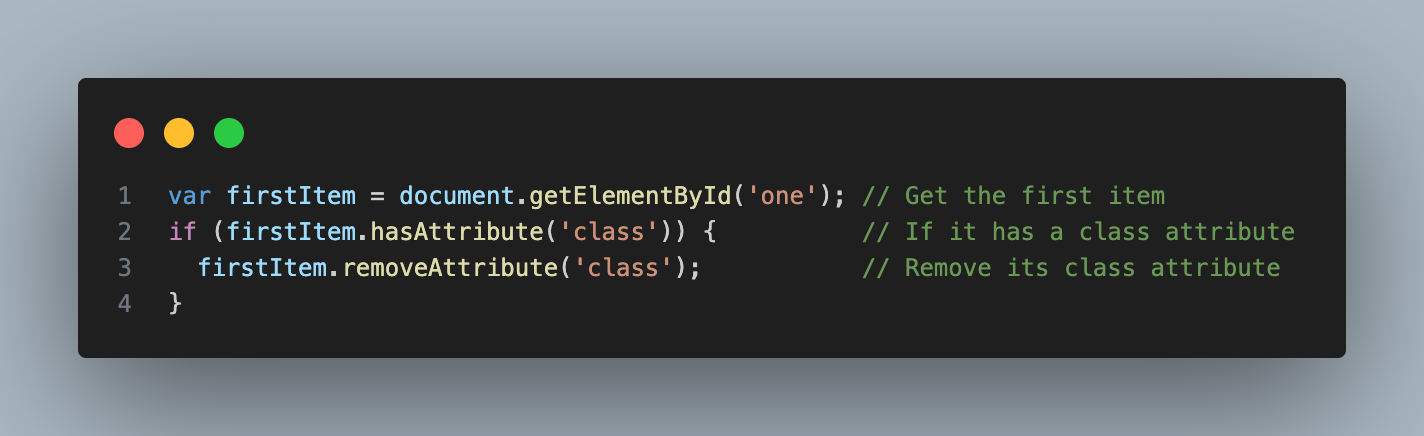 1 var firstItem = document.getElementById('one'); // Get the first item
2 if (firstItem.hasAttribute('class')) {          // If it has a class attribute
3   firstItem.removeAttribute('class');           // Remove its class attribute
4 }